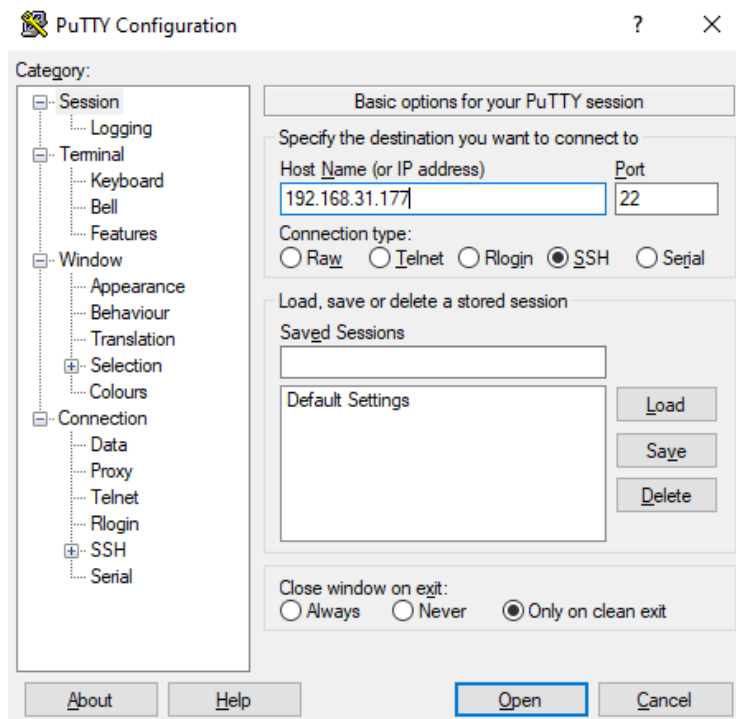 PuTTY Configuration
?
Category:
Session
Logging
Terminal
Keyboard
Bell
Features
Window
Appearance
Behaviour
Translation
Selection
Colours
Connection
Data
Proxy
Telnet
Rlogin
SSH
Serial
Basic options for your PuTTY session
Specify the destination you want to connect to
Host Name (or IP address) Port
192.168.31.177 22
Connection type:
Raw Telnet Rlogin SSH Serial
Load, save or delete a stored session
Saved Sessions
Default Settings
Load
Save
Delete
Close window on exit:
Always Never Only on clean exit
About Help Open Cancel